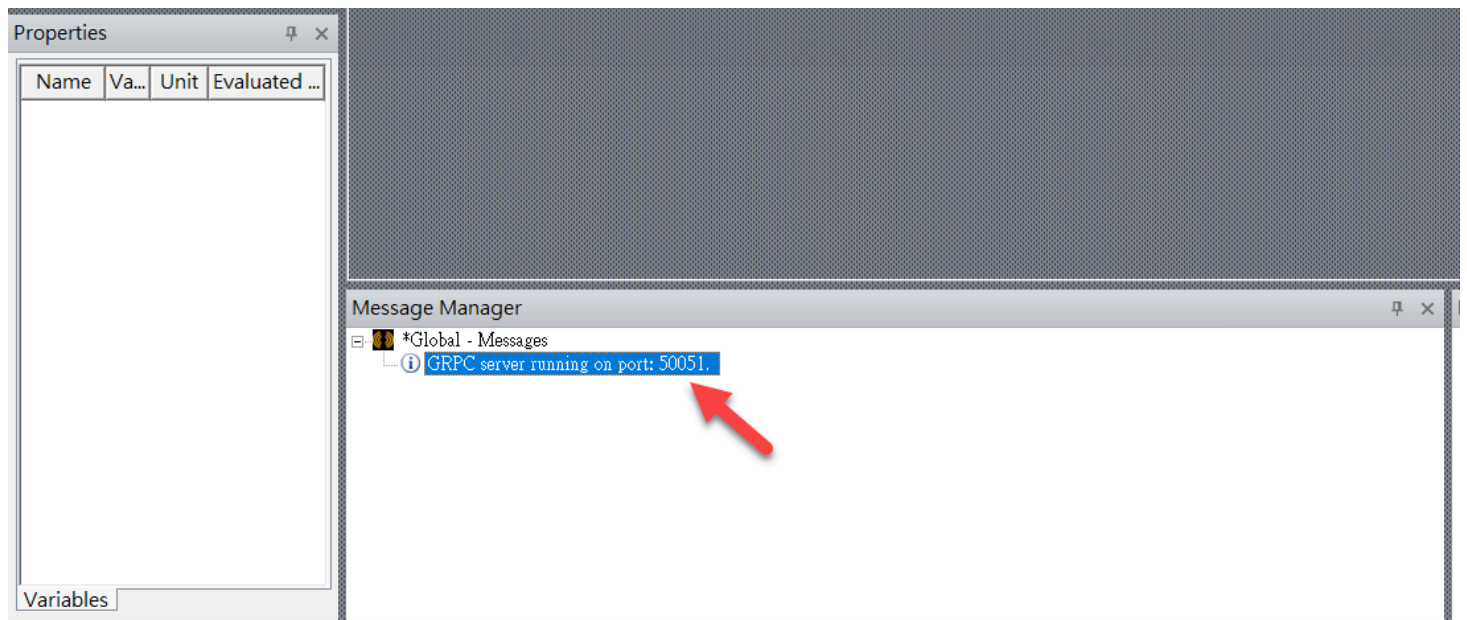 Properties
Name Va... Unit Evaluated ...
Variables
Message Manager
*Global - Messages
GRPC server running on port: 50051.